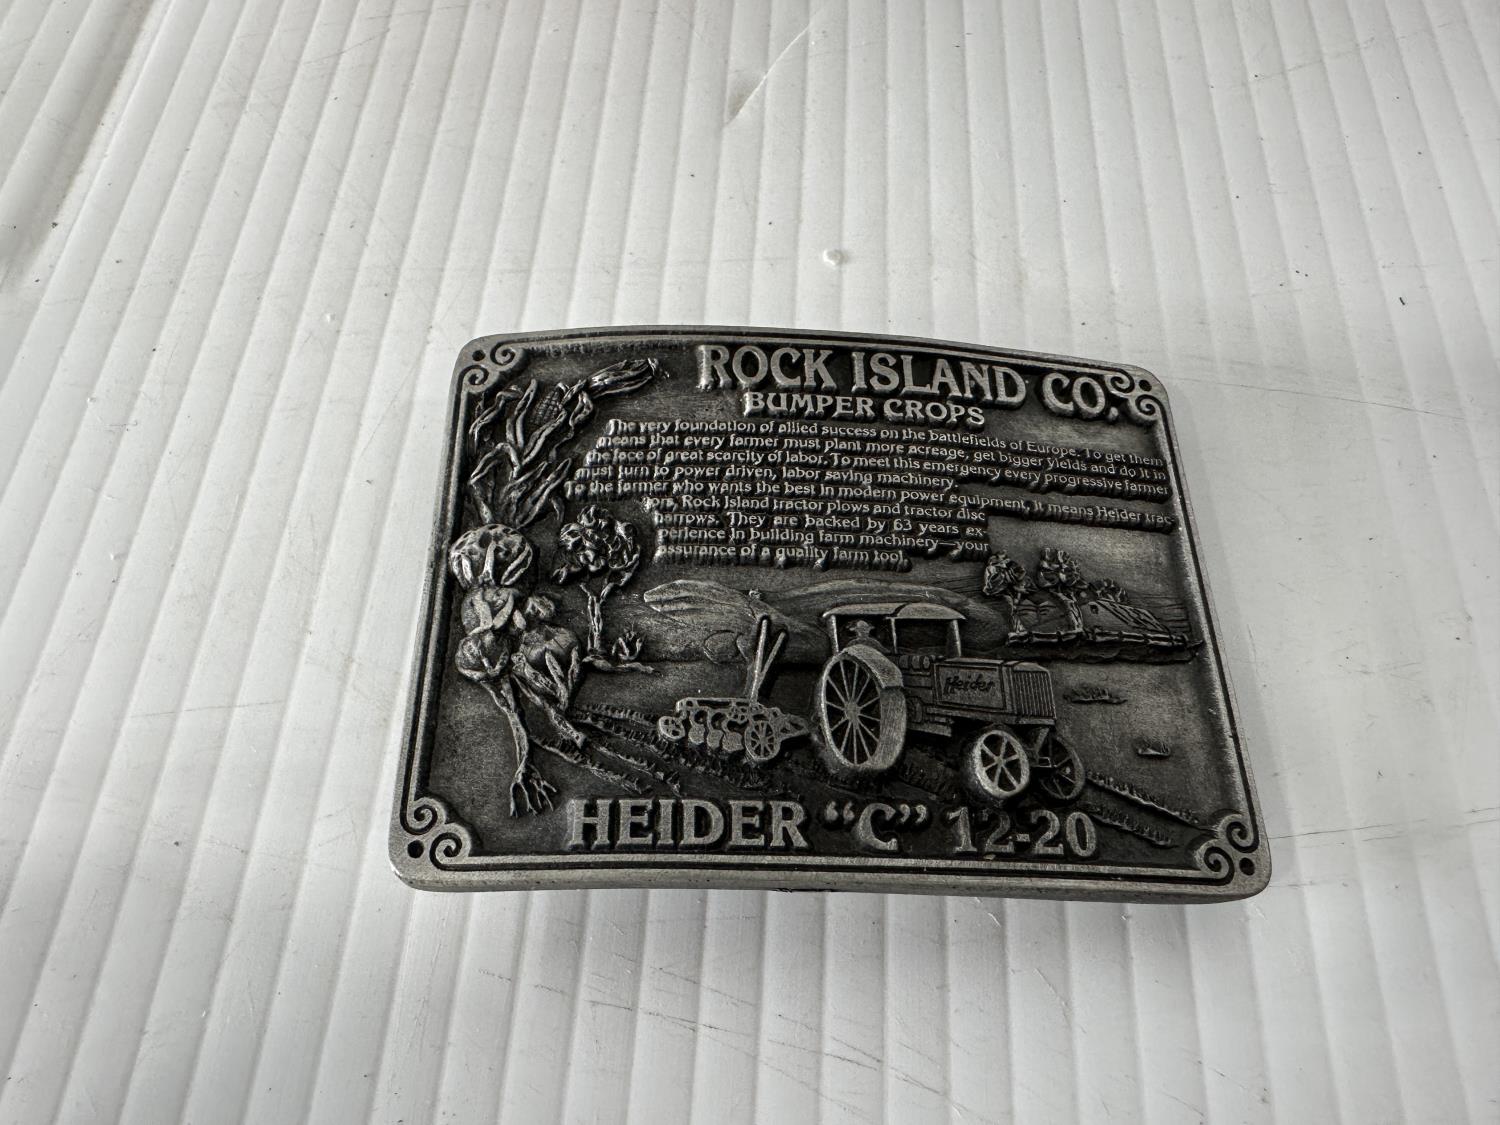 ROCK ISLAND CO.
BUMPER CROPS
The very foundation of allied success on the battlefields of Europe. To get them
means that every farmer must plant more acreage, get bigger yields and do it in
the face of great scarcity of labor. To meet this emergency every progressive farmer
must turn to power driven, labor saving machinery.
To the farmer who wants the best in modern power equipment, it means Heider trac-
tors, Rock Island tractor plows and tractor disc
harrows. They are backed by 63 years ex-
perience in building farm machinery—your
assurance of a quality farm tool.
Heider
HEIDER "C" 12-20